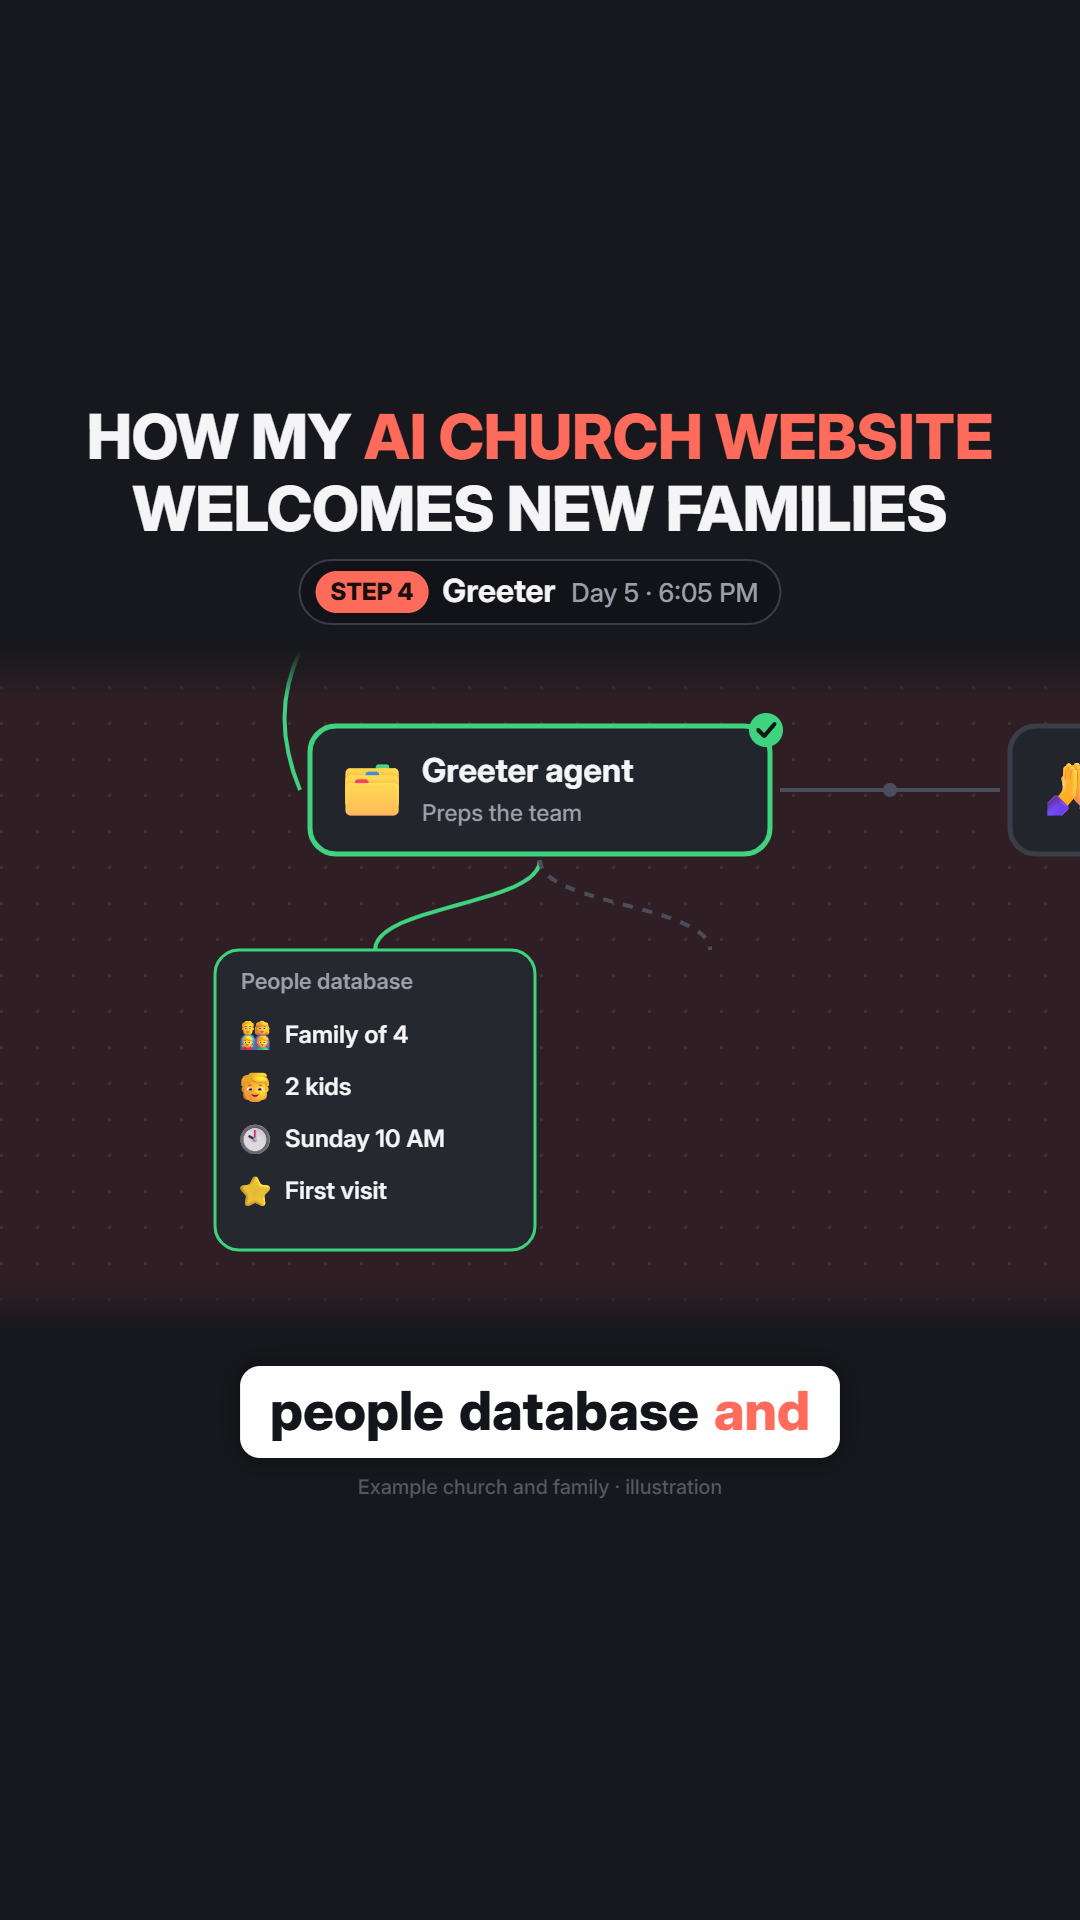 HOW MY AI CHURCH WEBSITE
WELCOMES NEW FAMILIES
STEP 4 Greeter Day 5 · 6:05 PM
Greeter agent
Preps the team
People database
Family of 4
2 kids
Sunday 10 AM
First visit
people database and
Example church and family · illustration